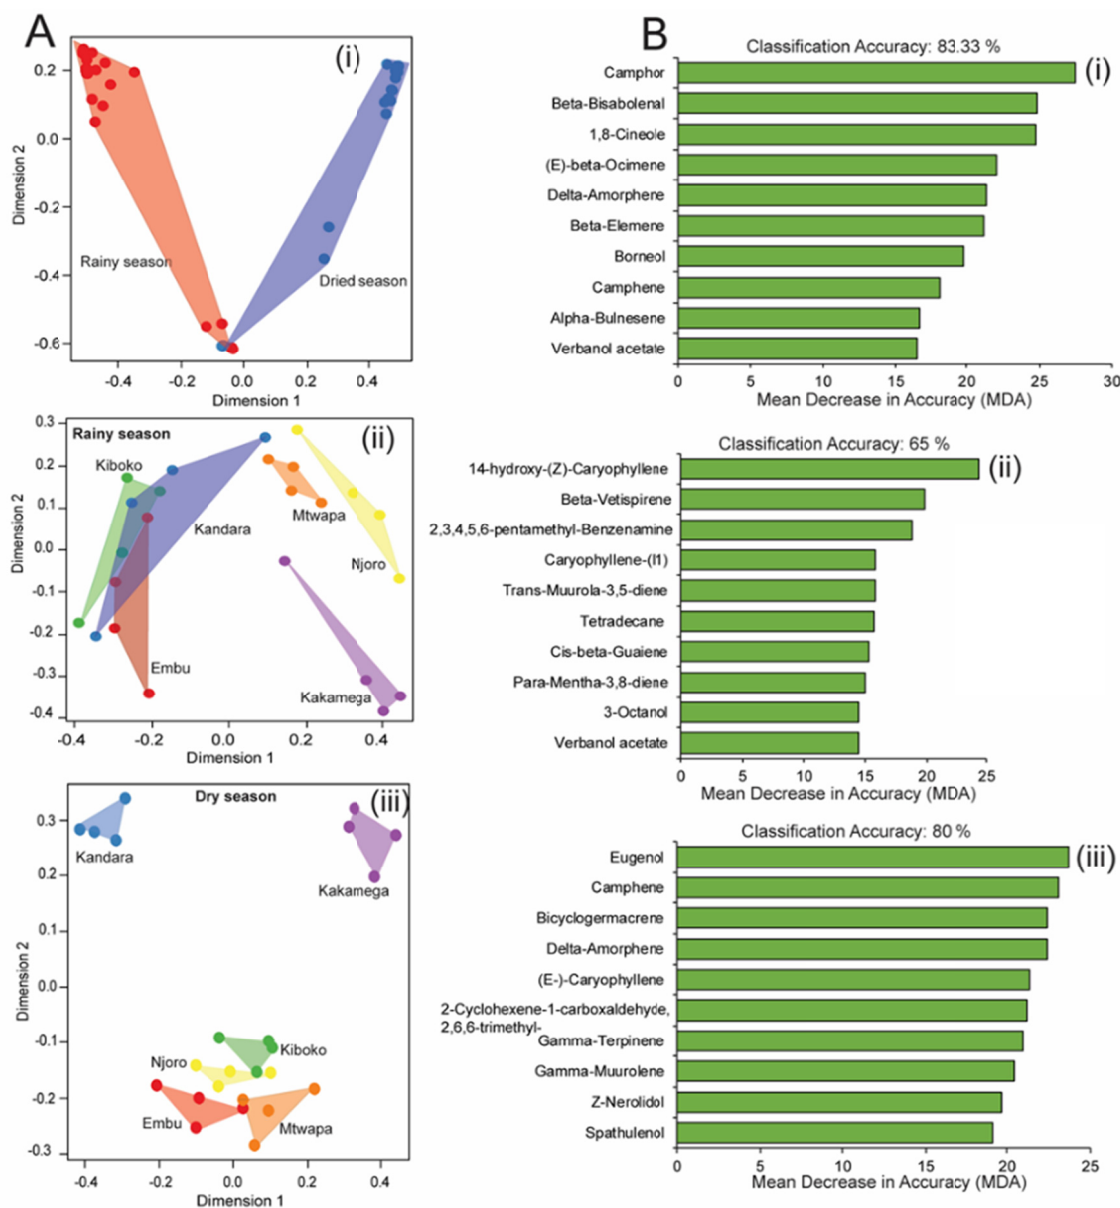 A
(i)
0.2
0.0
-0.2
-0.4
-0.6
Dimension 2
Rainy season
Dried season
-0.4 -0.2 0.0 0.2 0.4
Dimension 1
Rainy season
(ii)
0.3
0.2
0.1
0.0
-0.1
-0.2
-0.3
-0.4
Dimension 2
Kiboko
Kandara
Mtwapa
Njoro
Embu
Kakamega
-0.4 -0.2 0.0 0.2 0.4
Dimension 1
Dry season
(iii)
0.3
0.2
0.1
0.0
-0.1
-0.2
-0.3
Dimension 2
Kandara
Kakamega
Kiboko
Njoro
Embu
Mtwapa
-0.4 -0.2 0.0 0.2 0.4
Dimension 1
B
Classification Accuracy: 83.33 %
(i)
Camphor
Beta-Bisabolenal
1,8-Cineole
(E)-beta-Ocimene
Delta-Amorphene
Beta-Elemene
Borneol
Camphene
Alpha-Bulnesene
Verbanol acetate
0 5 10 15 20 25 30
Mean Decrease in Accuracy (MDA)
Classification Accuracy: 65 %
(ii)
14-hydroxy-(Z)-Caryophyllene
Beta-Vetispirene
2,3,4,5,6-pentamethyl-Benzenamine
Caryophyllene-(I1)
Trans-Muurola-3,5-diene
Tetradecane
Cis-beta-Guaiene
Para-Mentha-3,8-diene
3-Octanol
Verbanol acetate
0 5 10 15 20 25
Mean Decrease in Accuracy (MDA)
Classification Accuracy: 80 %
(iii)
Eugenol
Camphene
Bicyclogermacrene
Delta-Amorphene
(E-)-Caryophyllene
2-Cyclohexene-1-carboxaldehyde,
2,6,6-trimethyl-
Gamma-Terpinene
Gamma-Muurolene
Z-Nerolidol
Spathulenol
0 5 10 15 20 25
Mean Decrease in Accuracy (MDA)